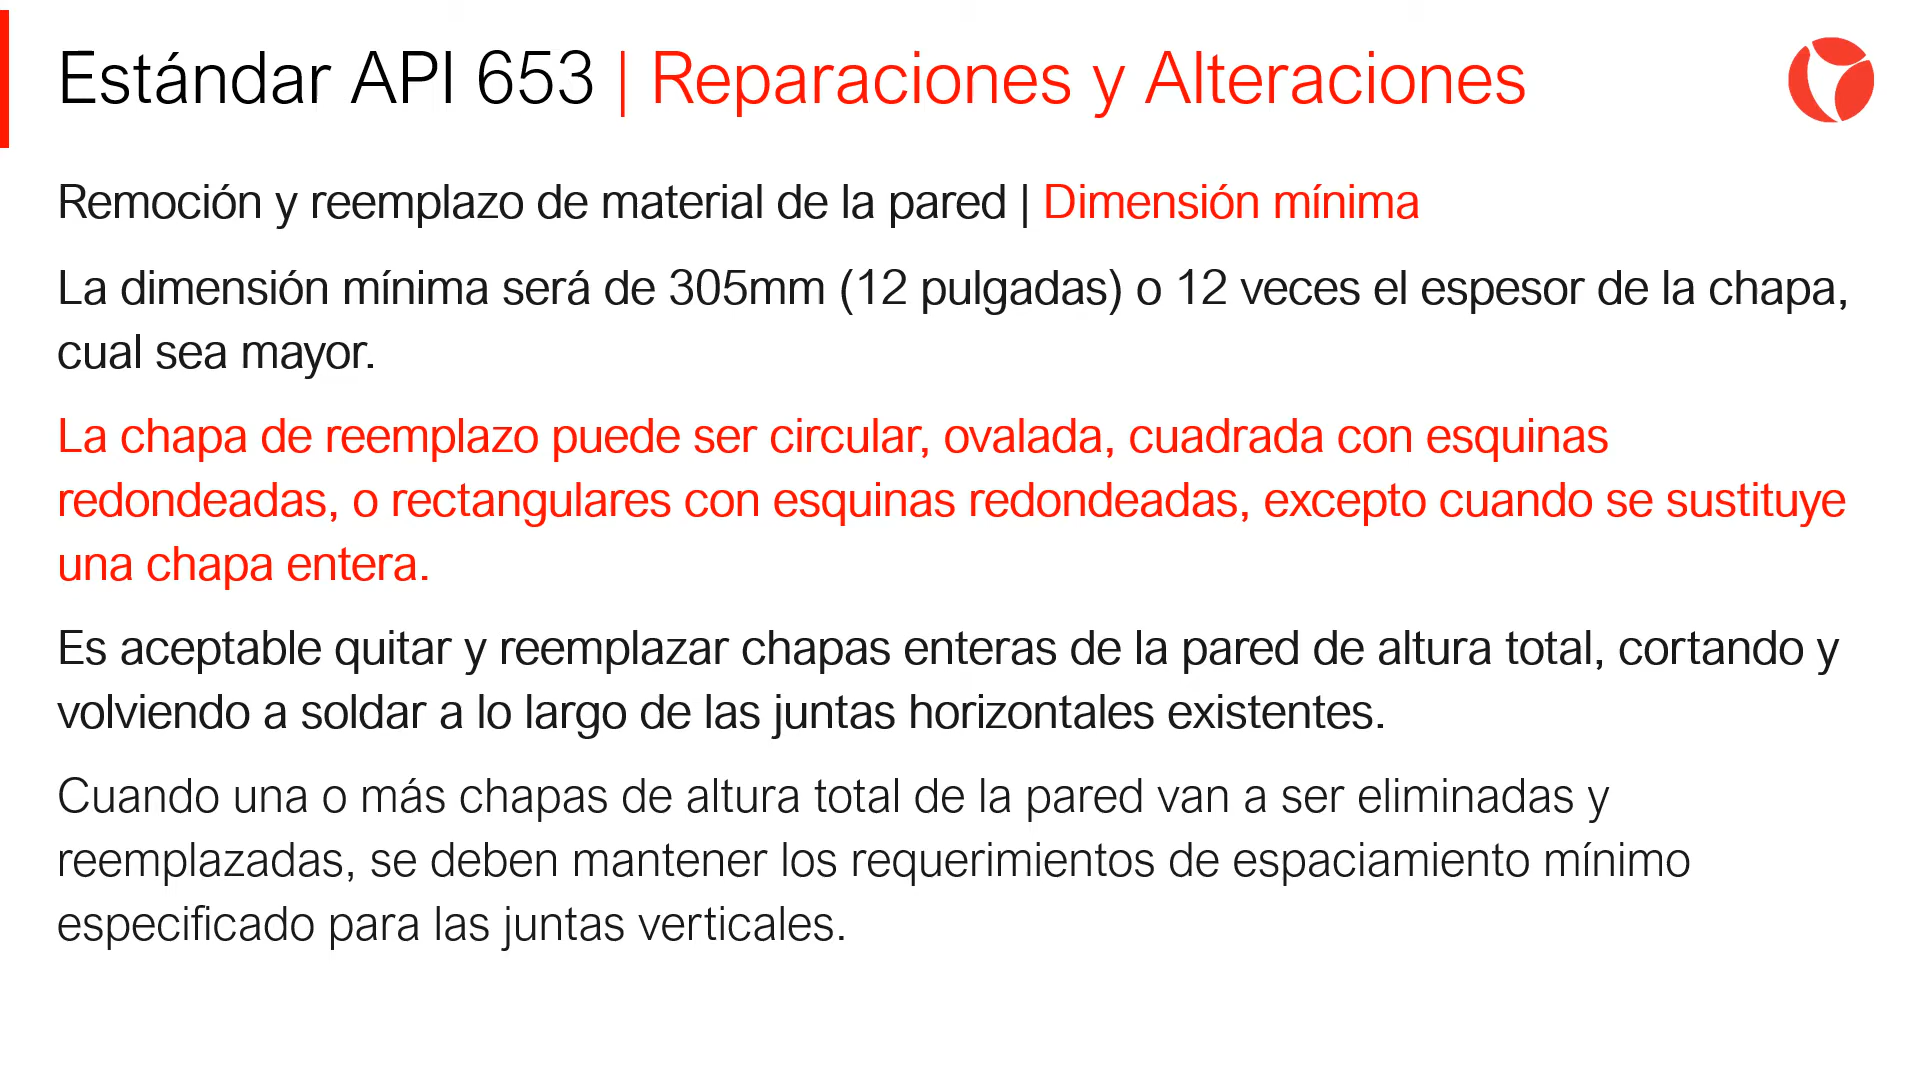 Estándar API 653 | Reparaciones y Alteraciones
Remoción y reemplazo de material de la pared | Dimensión mínima
La dimensión mínima será de 305mm (12 pulgadas) o 12 veces el espesor de la chapa,
cual sea mayor.
La chapa de reemplazo puede ser circular, ovalada, cuadrada con esquinas
redondeadas, o rectangulares con esquinas redondeadas, excepto cuando se sustituye
una chapa entera.
Es aceptable quitar y reemplazar chapas enteras de la pared de altura total, cortando y
volviendo a soldar a lo largo de las juntas horizontales existentes.
Cuando una o más chapas de altura total de la pared van a ser eliminadas y
reemplazadas, se deben mantener los requerimientos de espaciamiento mínimo
especificado para las juntas verticales.